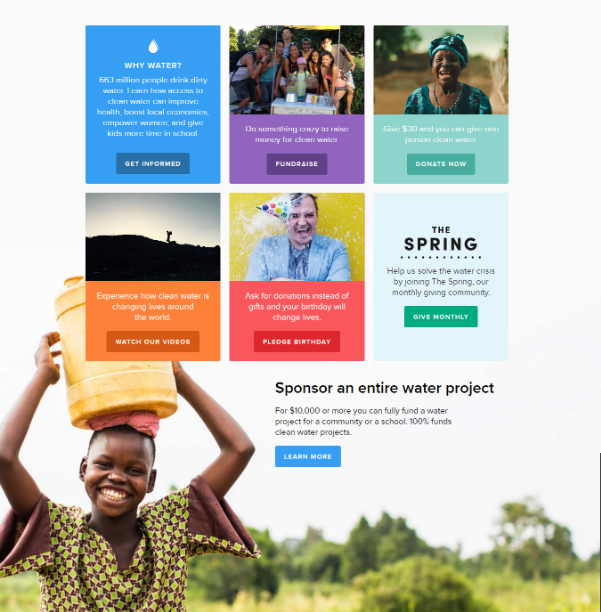 WHY WATER?
663 million people drink dirty
water. Learn how access to
clean water can improve
health, boost local economies,
empower women, and give
kids more time in school
GET INFORMED
Do something crazy to raise
money for clean water
FUNDRAISE
Give $30 and you can give one
person clean water
DONATE NOW
Experience how clean water is
changing lives around
the world.
WATCH OUR VIDEOS
Ask for donations instead of
gifts and your birthday will
change lives.
PLEDGE BIRTHDAY
THE
SPRING
Help us solve the water crisis
by joining The Spring, our
monthly giving community.
GIVE MONTHLY
Sponsor an entire water project
For $10,000 or more you can fully fund a water
project for a community or a school. 100% funds
clean water projects.
LEARN MORE